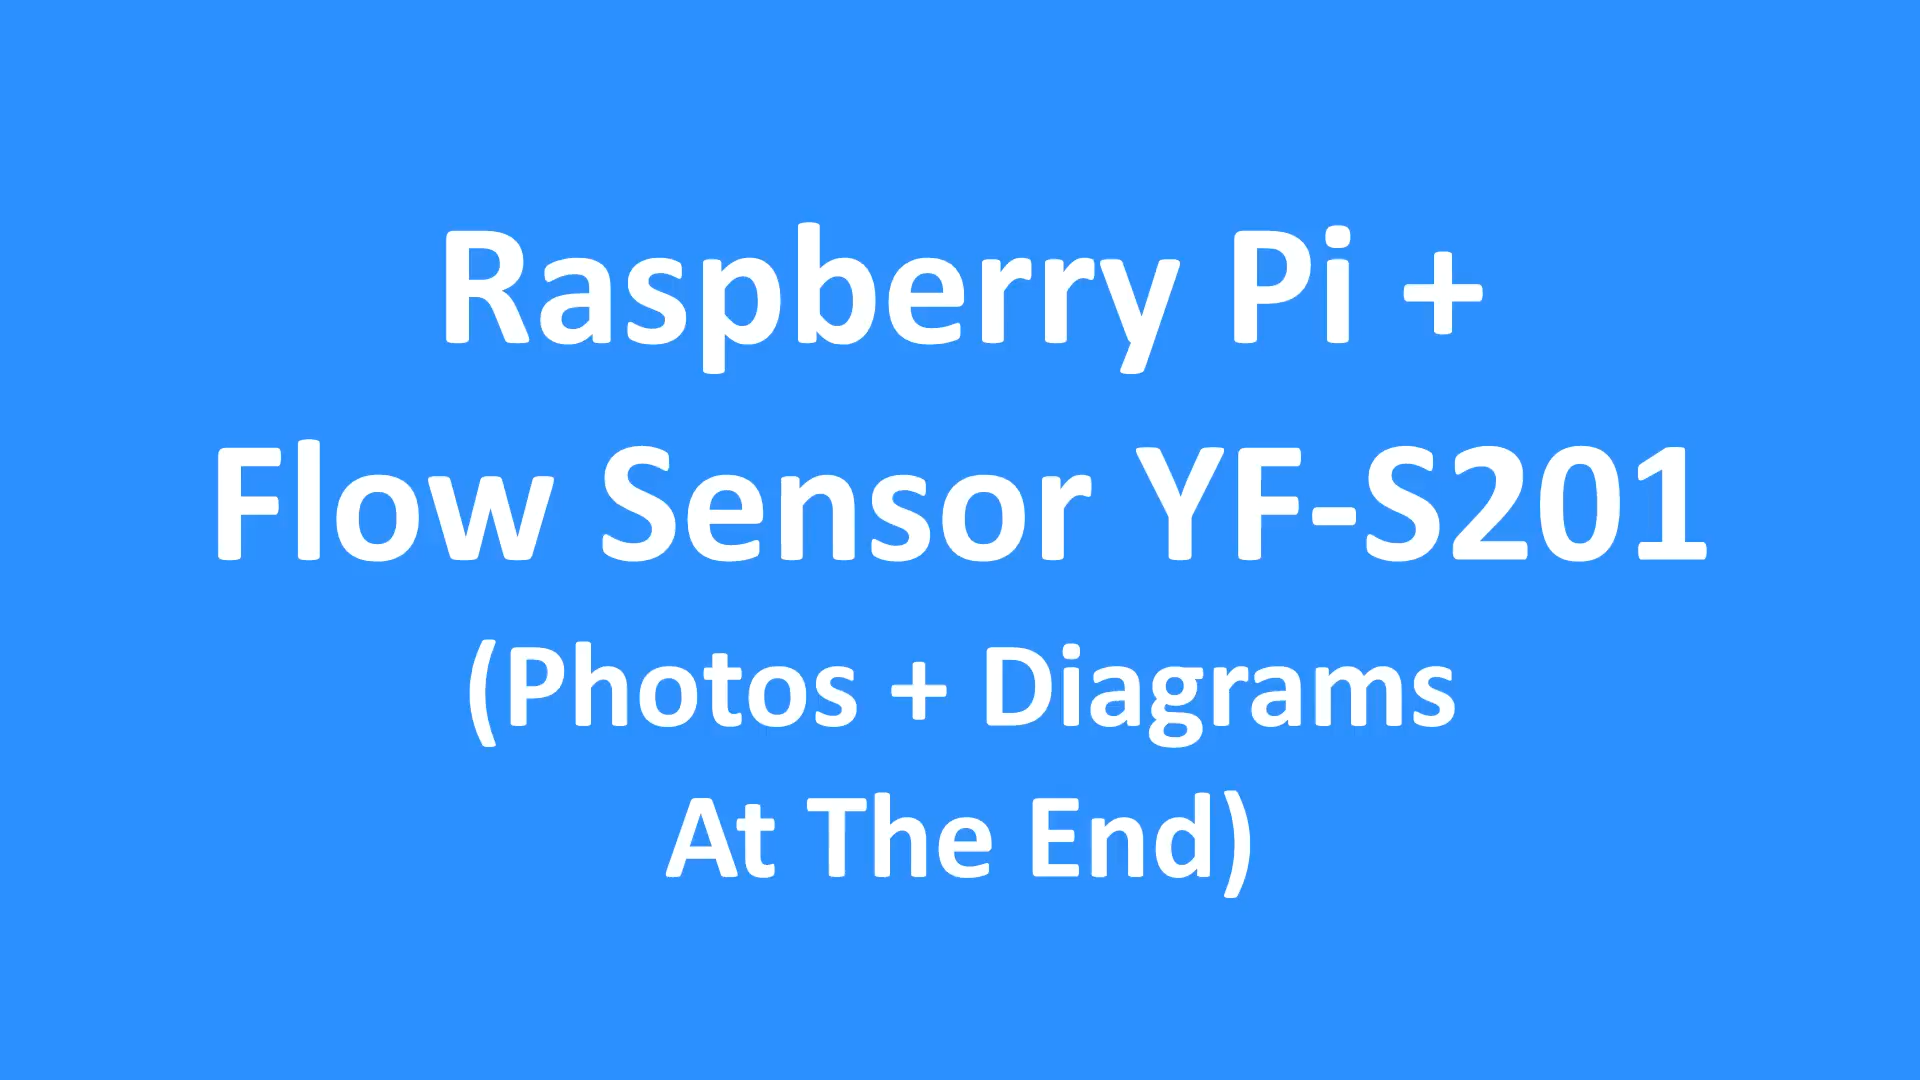 Raspberry Pi +
Flow Sensor YF-S201
(Photos + Diagrams
At The End)